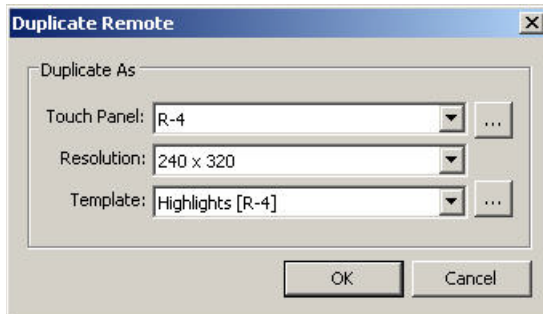 Duplicate Remote
Duplicate As
Touch Panel: R-4 ...
Resolution: 240 x 320
Template: Highlights [R-4] ...
OK Cancel